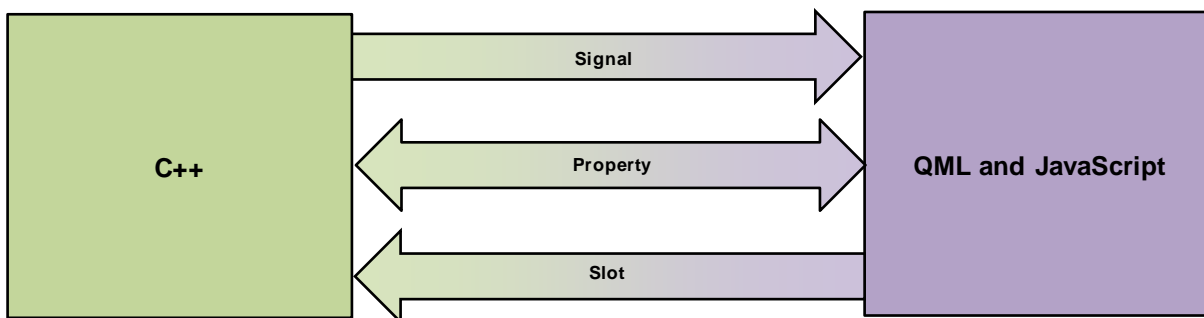 Signal
C++
Property
QML and JavaScript
Slot